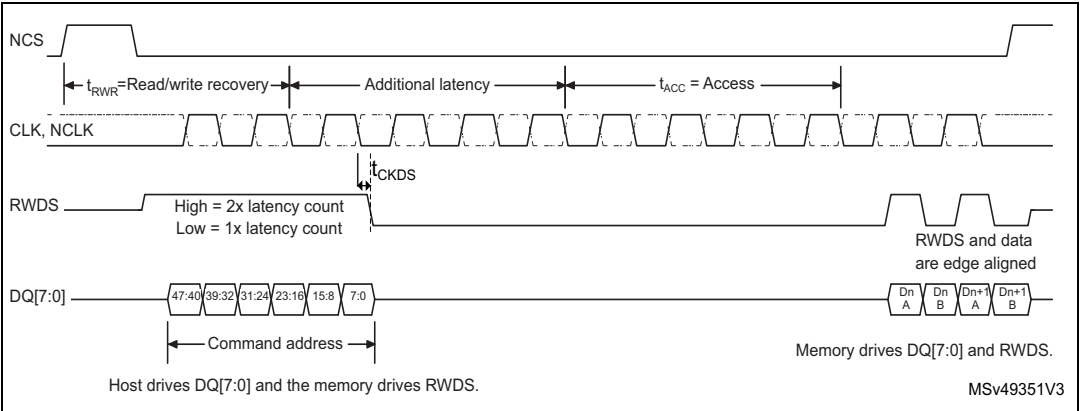 NCS
t_RWR=Read/write recovery
Additional latency
t_ACC = Access
CLK, NCLK
t_CKDS
RWDS
High = 2x latency count
Low = 1x latency count
RWDS and data
are edge aligned
DQ[7:0]
47:40 39:32 31:24 23:16 15:8 7:0
Dn Dn Dn+1 Dn+1
A B A B
Command address
Memory drives DQ[7:0] and RWDS.
Host drives DQ[7:0] and the memory drives RWDS.
MSv49351V3